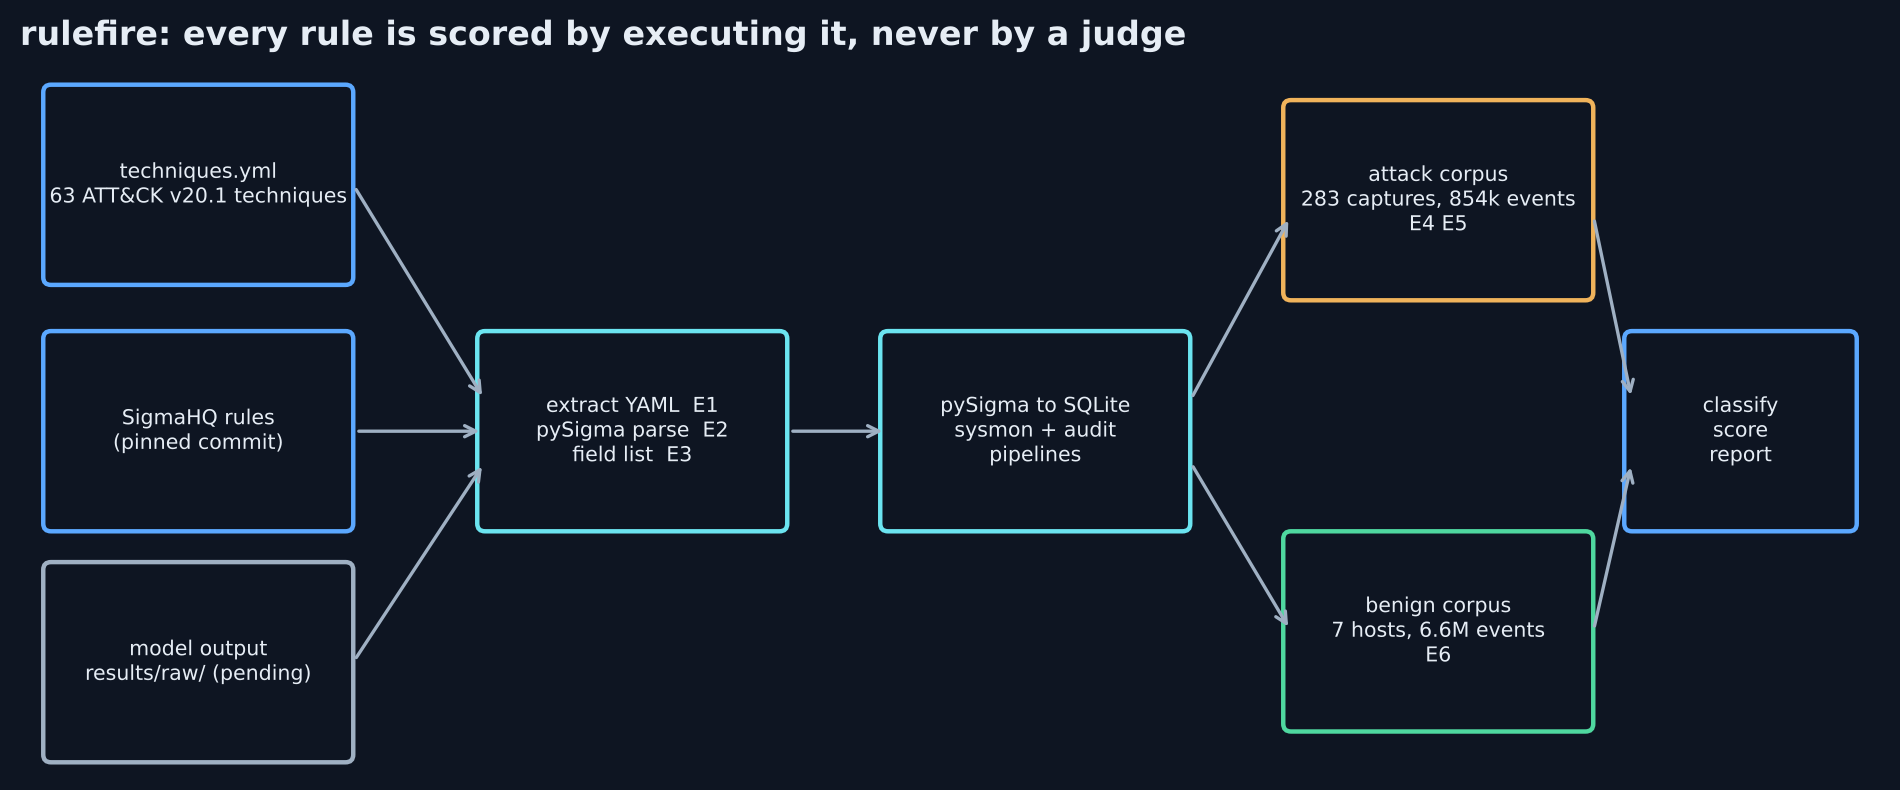 rulefire: every rule is scored by executing it, never by a judge
techniques.yml
63 ATT&CK v20.1 techniques
SigmaHQ rules
(pinned commit)
model output
results/raw/ (pending)
extract YAML  E1
pySigma parse  E2
field list  E3
pySigma to SQLite
sysmon + audit
pipelines
attack corpus
283 captures, 854k events
E4 E5
benign corpus
7 hosts, 6.6M events
E6
classify
score
report